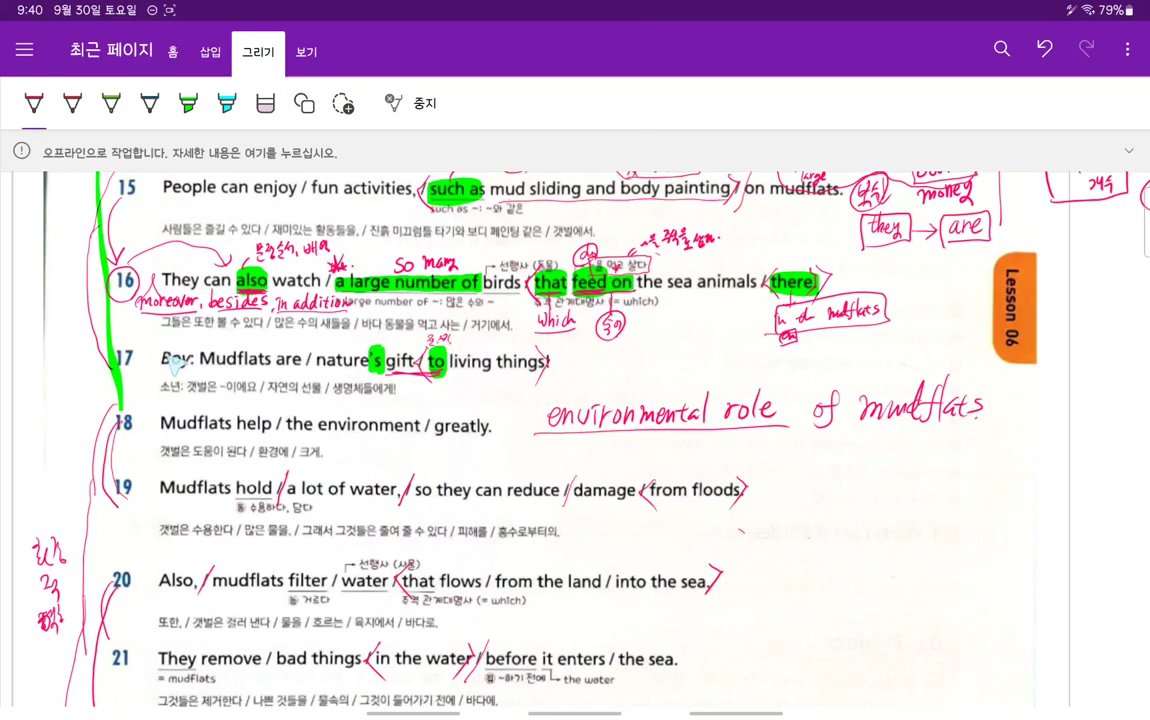 9:40 9월 30일 토요일 79%
최근 페이지 홈 삽입 그리기 보기
중지
오프라인으로 작업합니다. 자세한 내용은 여기를 누르십시오.
15 People can enjoy / fun activities, such as mud sliding and body painting / on mudflats.
such as ~: ~와 같은
large
복수
money
they → are
사람들은 즐길 수 있다 / 재미있는 활동들을, / 진흙 미끄럼틀 타기와 보디 페인팅 같은 / 갯벌에서.
so many
선행사 (동물)
을 먹고 살다
16 They can also watch / a large number of birds / that feed on the sea animals / there.
moreover, besides, in addition
large number of ~: 많은 수의 ~
주격 관계대명사 (= which)
which
mudflats
on
그들은 또한 볼 수 있다 / 많은 수의 새들을 / 바다 동물을 먹고 사는 / 거기에서.
17 Boy: Mudflats are / nature's gift / to living things!
소년: 갯벌은 ~이에요 / 자연의 선물 / 생명체들에게!
environmental role of mudflats
18 Mudflats help / the environment / greatly.
갯벌은 도움이 된다 / 환경에 / 크게.
19 Mudflats hold / a lot of water, / so they can reduce / damage from floods.
동 수용하다, 담다
갯벌은 수용한다 / 많은 물을, / 그래서 그것들은 줄여 줄 수 있다 / 피해를 / 홍수로부터의.
선행사 (사물)
20 Also, / mudflats filter / water / that flows / from the land / into the sea.
동 거르다
주격 관계대명사 (= which)
또한, / 갯벌은 걸러 낸다 / 물을 / 흐르는 / 육지에서 / 바다로.
21 They remove / bad things / in the water / before it enters / the sea.
= mudflats
접 ~하기 전에
the water
그것들은 제거한다 / 나쁜 것들을 / 물속의 / 그것이 들어가기 전에 / 바다에.
Lesson 06